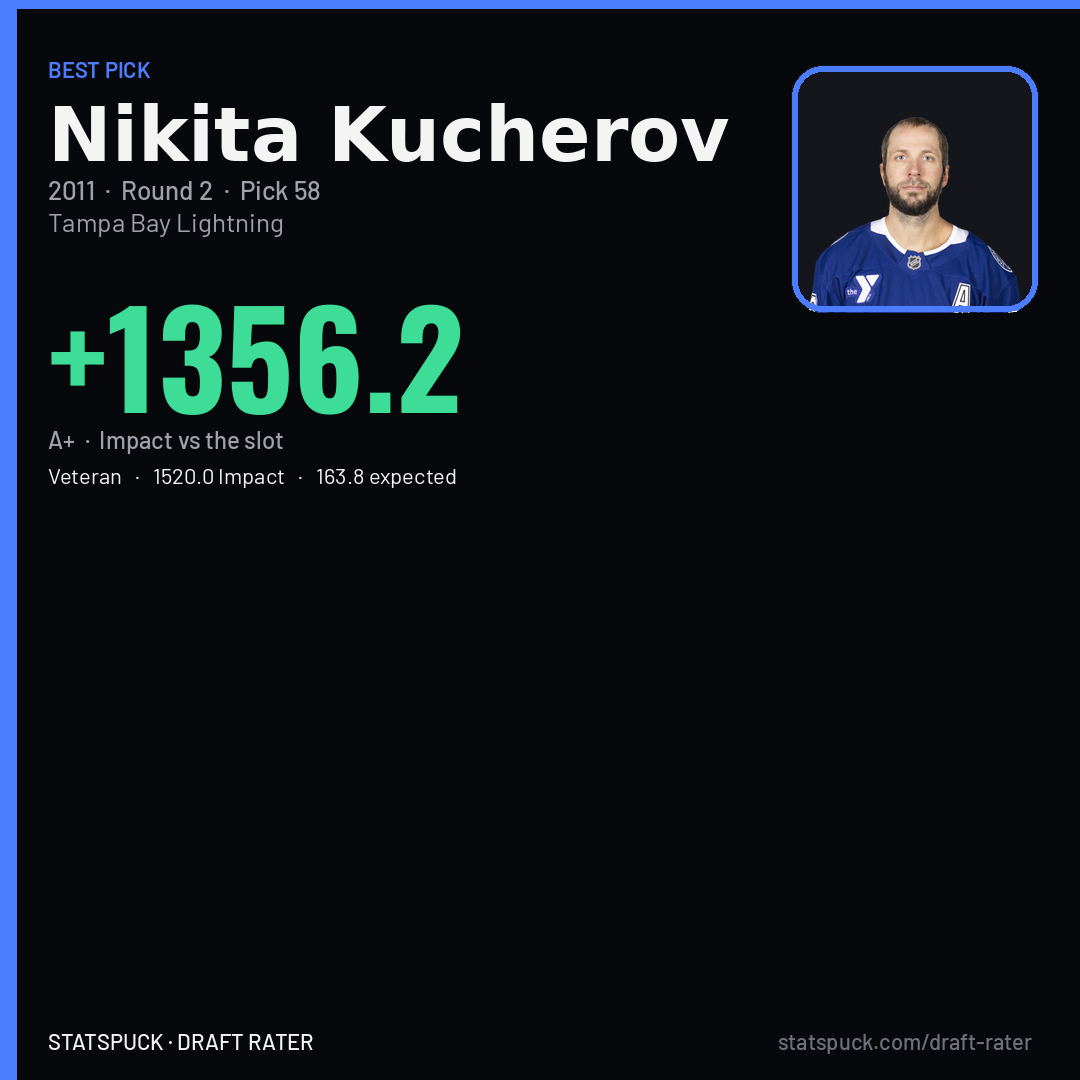 BEST PICK
Nikita Kucherov
2011 · Round 2 · Pick 58
Tampa Bay Lightning
the Y
A
+1356.2
A+ · Impact vs the slot
Veteran · 1520.0 Impact · 163.8 expected
STATSPUCK · DRAFT RATER
statspuck.com/draft-rater